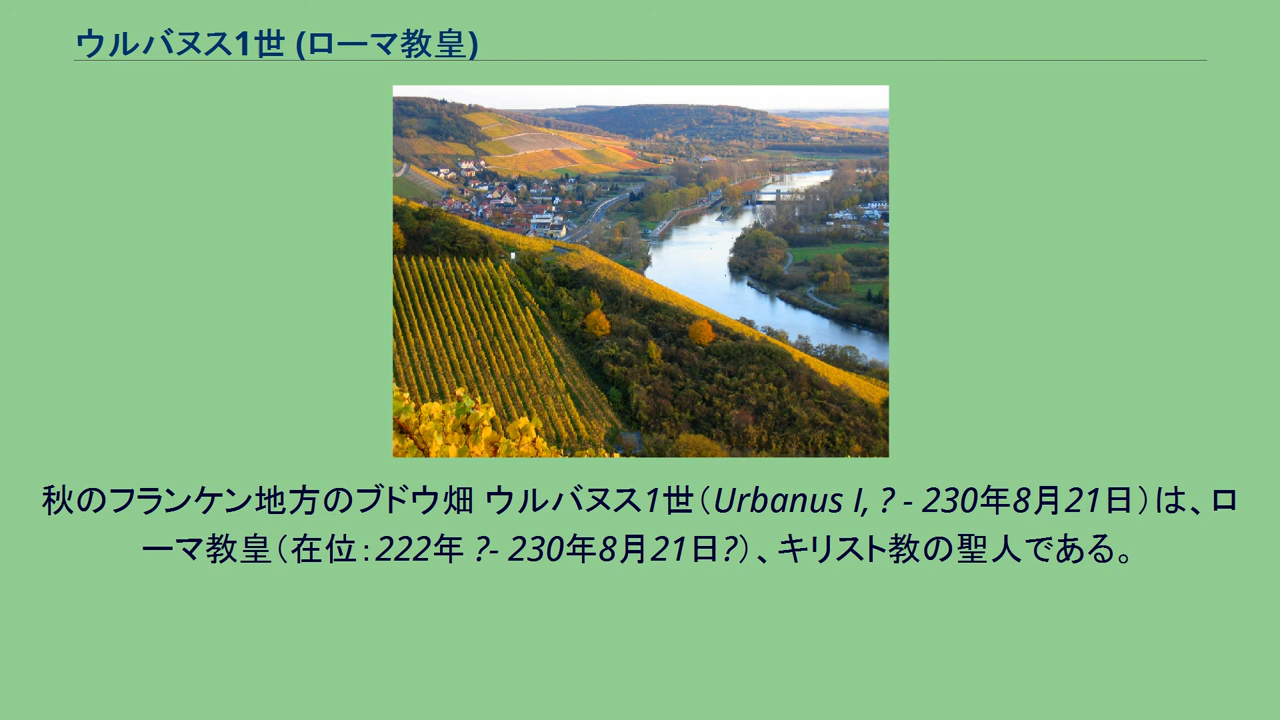 ウルバヌス1世 (ローマ教皇)
秋のフランケン地方のブドウ畑 ウルバヌス1世（Urbanus I, ? - 230年8月21日）は、ロ
ーマ教皇（在位：222年 ?- 230年8月21日?）、キリスト教の聖人である。